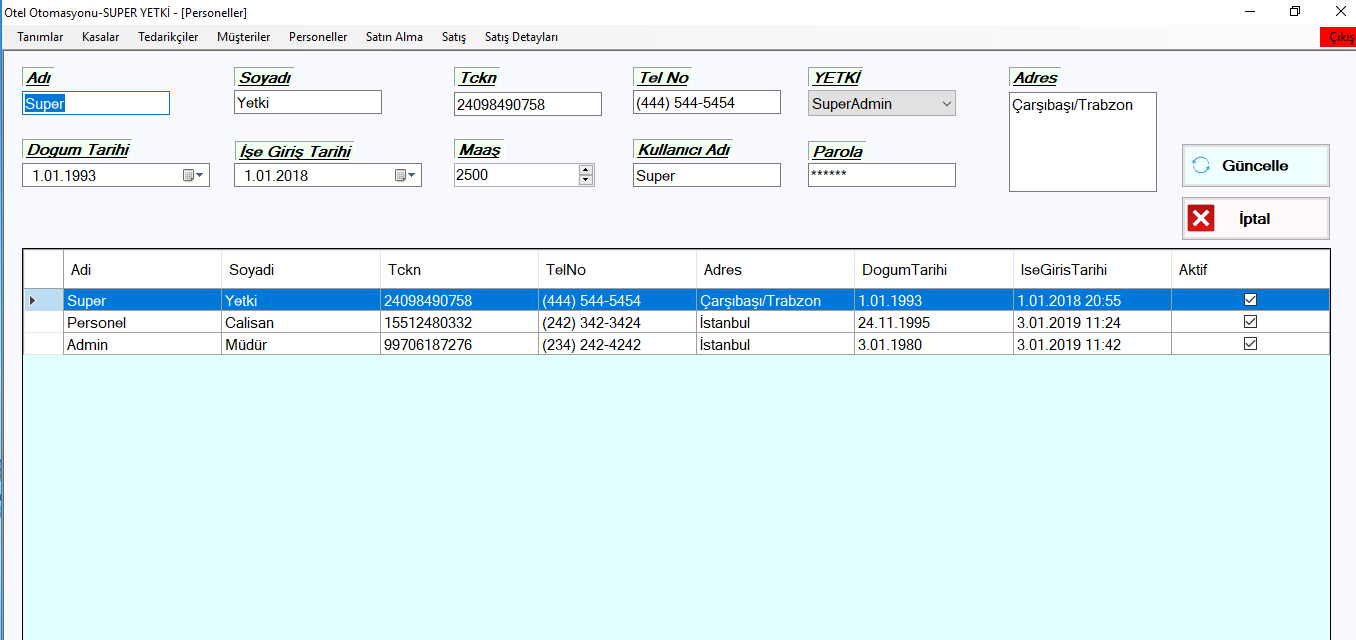 Otel Otomasyonu-SUPER YETKİ - [Personeller]
Tanımlar Kasalar Tedarikçiler Müşteriler Personeller Satın Alma Satış Satış Detayları Çıkış
Adı Soyadı Tckn Tel No YETKİ Adres
Super Yetki 24098490758 (444) 544-5454 SuperAdmin Çarşıbaşı/Trabzon
Dogum Tarihi İşe Giriş Tarihi Maaş Kullanıcı Adı Parola
1.01.1993 1.01.2018 2500 Super ******
Güncelle
İptal
Adi Soyadi Tckn TelNo Adres DogumTarihi IseGirisTarihi Aktif
Super Yetki 24098490758 (444) 544-5454 Çarşıbaşı/Trabzon 1.01.1993 1.01.2018 20:55
Personel Calisan 15512480332 (242) 342-3424 İstanbul 24.11.1995 3.01.2019 11:24
Admin Müdür 99706187276 (234) 242-4242 İstanbul 3.01.1980 3.01.2019 11:42